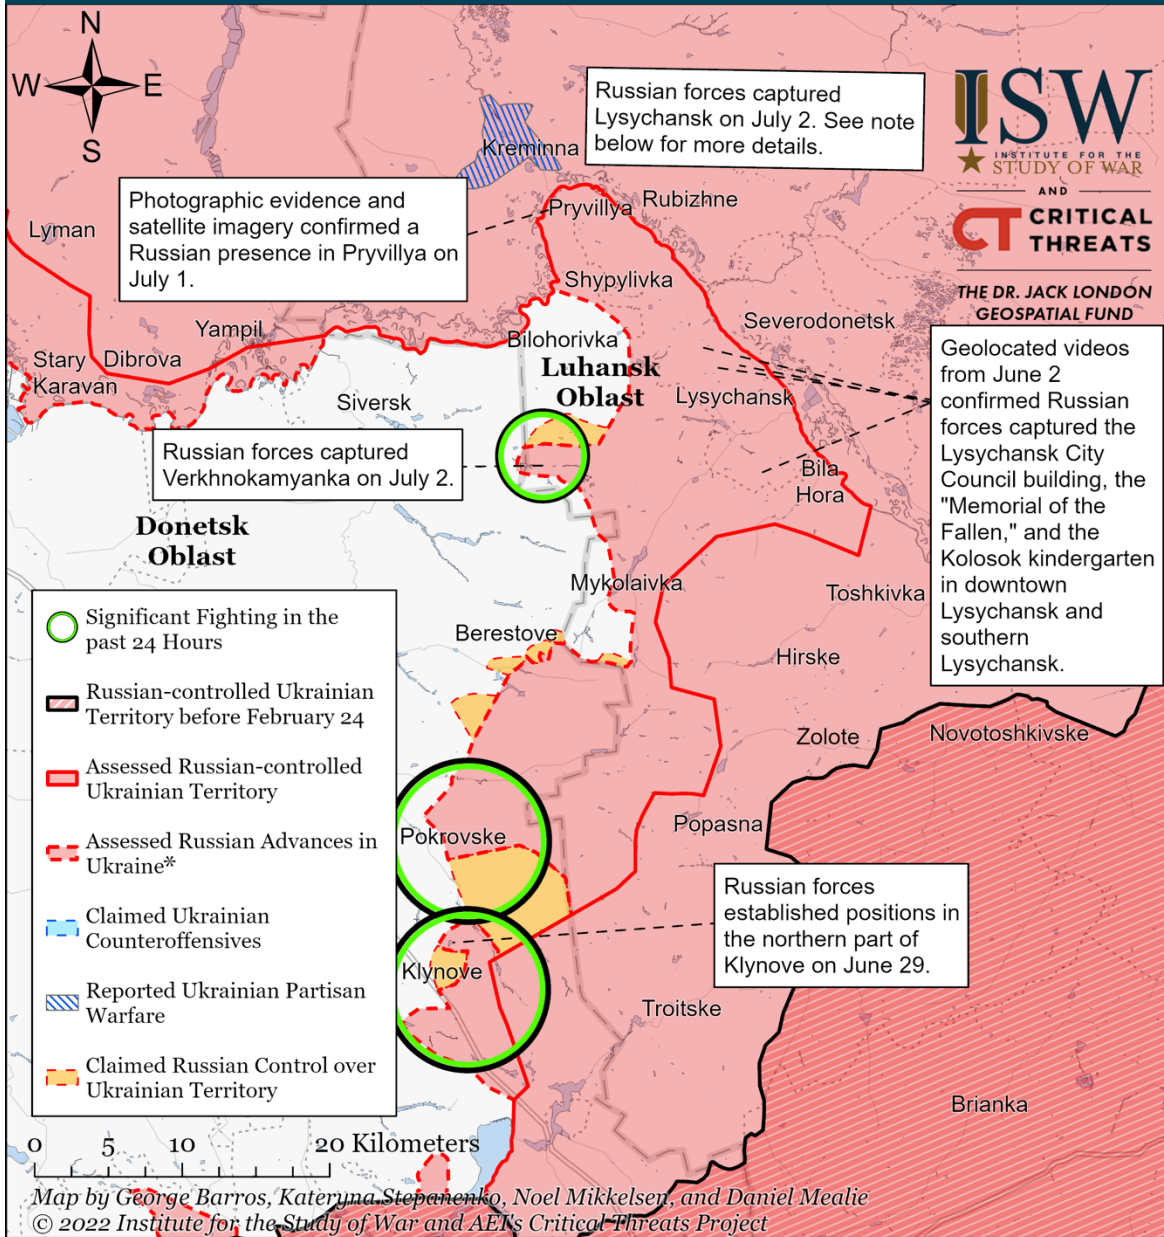 N
W
E
S
Russian forces captured
Lysychansk on July 2. See note
below for more details.
ISW
INSTITUTE FOR THE
STUDY OF WAR
AND
CT CRITICAL
THREATS
THE DR. JACK LONDON
GEOSPATIAL FUND
Kreminna
Photographic evidence and
satellite imagery confirmed a
Russian presence in Pryvillya on
July 1.
Pryvillya
Rubizhne
Lyman
Shypylivka
Severodonetsk
Yampil
Bilohorivka
Stary
Karavan
Dibrova
Luhansk
Oblast
Siversk
Lysychansk
Geolocated videos
from June 2
confirmed Russian
forces captured the
Lysychansk City
Council building, the
"Memorial of the
Fallen," and the
Kolosok kindergarten
in downtown
Lysychansk and
southern
Lysychansk.
Russian forces captured
Verkhnokamyanka on July 2.
Bila
Hora
Donetsk
Oblast
Mykolaivka
Toshkivka
Berestove
Hirske
Zolote
Novotoshkivske
Popasna
Pokrovske
Russian forces
established positions in
the northern part of
Klynove on June 29.
Klynove
Troitske
Brianka
Significant Fighting in the
past 24 Hours
Russian-controlled Ukrainian
Territory before February 24
Assessed Russian-controlled
Ukrainian Territory
Assessed Russian Advances in
Ukraine*
Claimed Ukrainian
Counteroffensives
Reported Ukrainian Partisan
Warfare
Claimed Russian Control over
Ukrainian Territory
0 5 10 20 Kilometers
Map by George Barros, Kateryna Stepanenko, Noel Mikkelsen, and Daniel Mealie
© 2022 Institute for the Study of War and AEI's Critical Threats Project